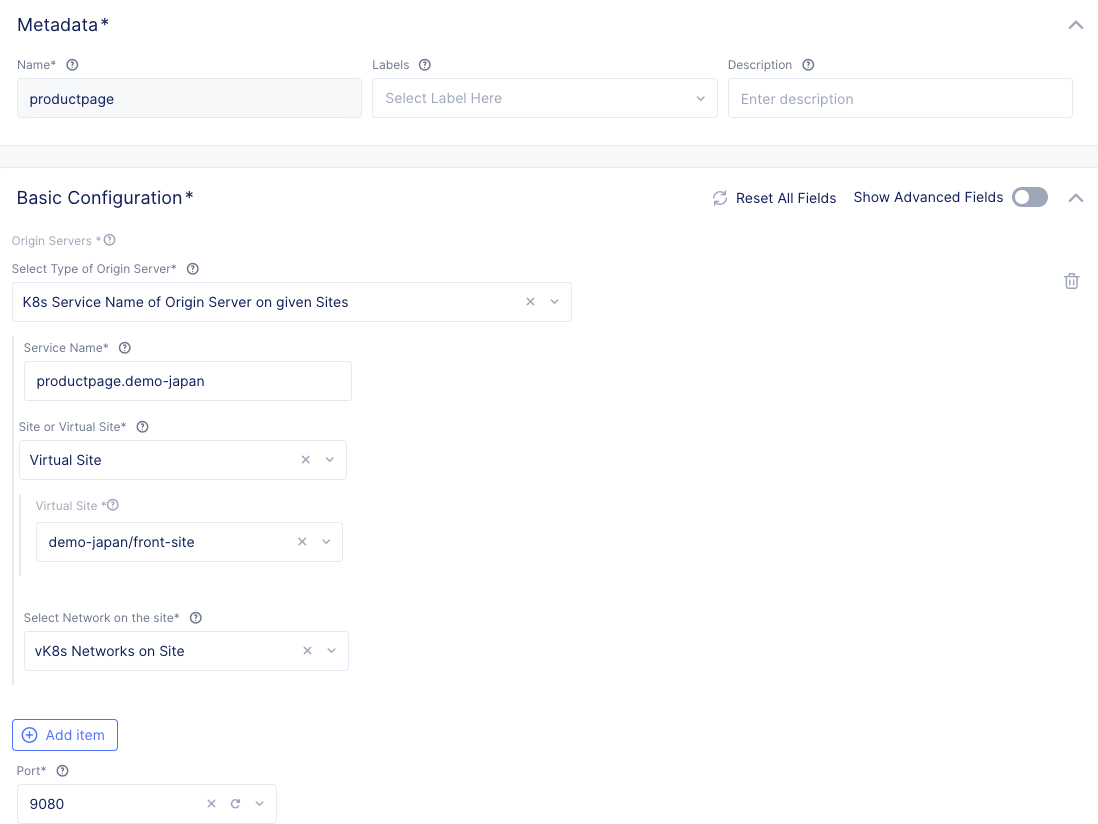 Metadata*
Name* Labels Description
productpage Select Label Here Enter description
Basic Configuration* Reset All Fields Show Advanced Fields
Origin Servers *
Select Type of Origin Server*
K8s Service Name of Origin Server on given Sites
Service Name*
productpage.demo-japan
Site or Virtual Site*
Virtual Site
Virtual Site *
demo-japan/front-site
Select Network on the site*
vK8s Networks on Site
Add item
Port*
9080